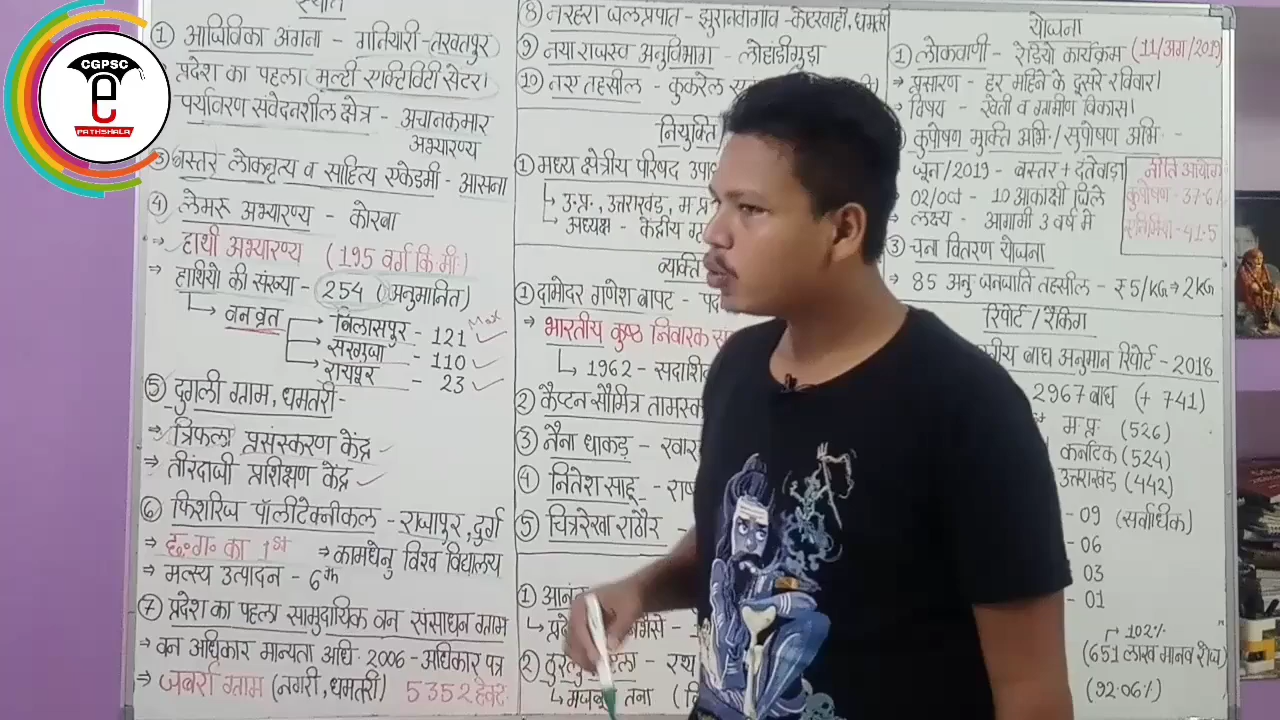 CGPSC
e
PATHSHALA
स्थान
① आजिविका अंगना - गनियारी-तखतपुर
प्रदेश का पहला मल्टी एक्टिविटी सेंटर।
पर्यावरण संवेदनशील क्षेत्र - अचानकमार
अभ्यारण्य
③ बस्तर लोकनृत्य व साहित्य एकेडमी - आसना
④ लेमरू अभ्यारण्य - कोरबा
→ हाथी अभ्यारण्य (195 वर्ग कि.मी.)
→ हाथियो की संख्या - 254 (अनुमानित)
वनवृत
बिलासपुर - 121 Max
सरगुजा - 110
रायपुर - 23
⑤ दुगली ग्राम, धमतरी-
→ त्रिफला प्रसंस्करण केंद्र
→ तीरंदाजी प्रशिक्षण केंद्र
⑥ फिशरिज पॉलीटेक्नीकल - राजापुर, दुर्ग
→ छ.ग. का 1st → कामधेनु विश्व विद्यालय
→ मत्स्य उत्पादन - 6th
⑦ प्रदेश का पहला सामुदायिक वन संसाधन ग्राम
→ वन अधिकार मान्यता अधि. 2006 - अधिकार पत्र
→ जबर्रा ग्राम (नगरी, धमतरी) 5352 हेक्ट.
⑧ नरहरा जलप्रपात - झुरानवागांव - कोटरवाही, धमतरी
⑨ नया राजस्व अनुविभाग - लोहांडीगुड़ा
⑩ नए तहसील - कुकरेल
नियुक्ति
① मध्य क्षेत्रीय परिषद उपा
उ.प्र., उत्तराखंड, म.प्र.
अध्यक्ष - केंद्रीय गृ
व्यक्ति
① दामोदर गणेश बापट - पद
→ भारतीय कुष्ठ निवारक सं
1962 - सदाशिव
② कैप्टन सौमित्र तामस्क
③ नैना धाकड़ -
④ नितेश साहू - राष्
⑤ चित्ररेखा राठौर -
① आनंद
②
योजना
① लोकवाणी - रेडियो कार्यक्रम (11/अग/2019)
→ प्रसारण - हर महिने के दुसरे रविवार।
→ विषय - खेती व ग्रामीण विकास।
कुपोषण मुक्ति अभि./सुपोषण अभि. -
जून/2019 - बस्तर + दंतेवाड़ा
02/oct - 10 आकांक्षी जिले
→ लक्ष्य - आगामी 3 वर्ष में
नीति आयोग
कुपोषण - 37.6
एनिमिया - 41.5
③ चना वितरण योजना
→ 85 अनु. जनजाति तहसील - ₹5/KG → 2KG
रिपोर्ट / रैंकिंग
बाघ अनुमान रिपोर्ट - 2018
2967 बाघ (+ 741)
म.प्र. (526)
कर्नाटक (524)
उत्तराखंड (442)
- 09 (सर्वाधिक)
- 06
03
- 01
→ 102%
(651 लाख मानव रोज)
(92.06%)